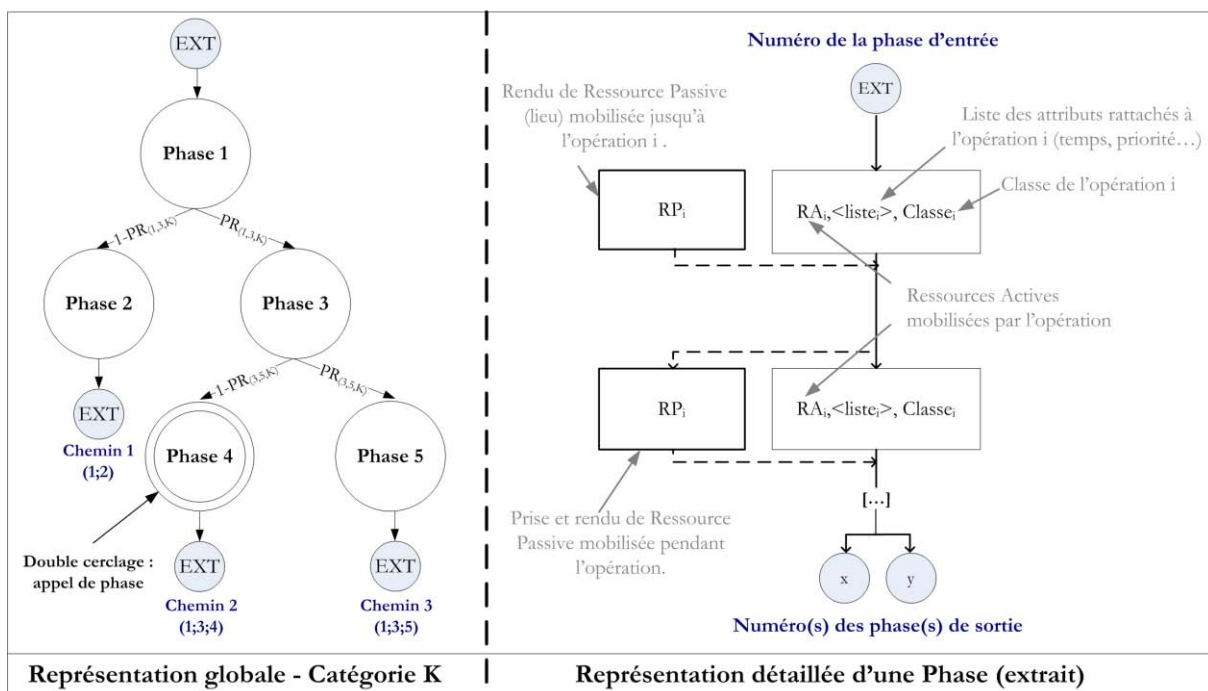 EXT
Phase 1
1-PR(1,3,K)
PR(1,3,K)
Phase 2
Phase 3
EXT
Chemin 1
(1;2)
1-PR(3,5,K)
PR(3,5,K)
Phase 4
Phase 5
Double cerclage :
appel de phase
EXT
Chemin 2
(1;3;4)
EXT
Chemin 3
(1;3;5)
Représentation globale - Catégorie K
Numéro de la phase d'entrée
EXT
Rendu de Ressource Passive
(lieu) mobilisée jusqu'à
l'opération i .
Liste des attributs rattachés à
l'opération i (temps, priorité…)
Classe de l'opération i
RPi
RAi,<listei>, Classei
Ressources Actives
mobilisées par l'opération
RPi
RAi,<listei>, Classei
Prise et rendu de Ressource
Passive mobilisée pendant
l'opération.
[…]
x
y
Numéro(s) des phase(s) de sortie
Représentation détaillée d'une Phase (extrait)